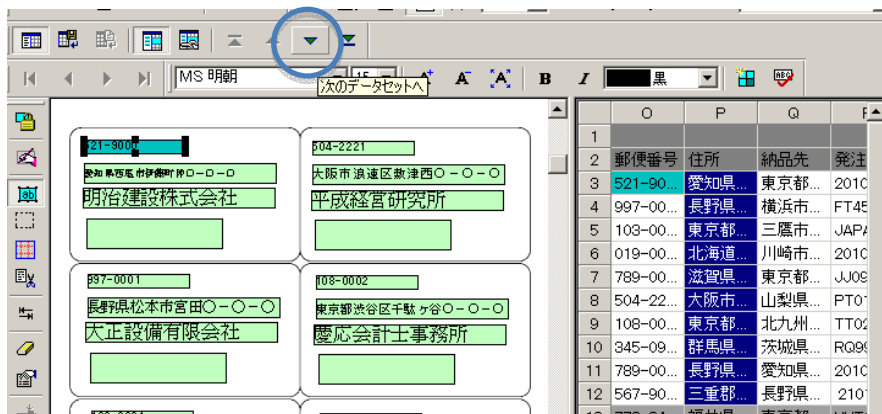 MS 明朝
15
A
A
A
B
I
黒
ABC
次のデータセットへ
521-900
504-2221
大阪市浪速区敷津西〇-〇-〇
明治建設株式会社
平成経営研究所
997-0001
108-0002
長野県松本市宮田〇-〇-〇
東京都渋谷区千駄ヶ谷〇-〇-〇
大正設備有限会社
慶応会計士事務所
O P Q
1
2 郵便番号 住所 納品先 発注
3 521-90... 愛知県... 東京都... 2010
4 997-00... 長野県... 横浜市... FT45
5 103-00... 東京都... 三鷹市... JAPA
6 019-00... 北海道... 川崎市... 2010
7 789-00... 滋賀県... 東京都... JJ09
8 504-22... 大阪市... 山梨県... PT01
9 108-00... 東京都... 北九州... TT02
10 345-09... 群馬県... 茨城県... RQ99
11 789-00... 長野県... 愛知県... 2010
12 567-90... 三重郡... 長野県... 2101